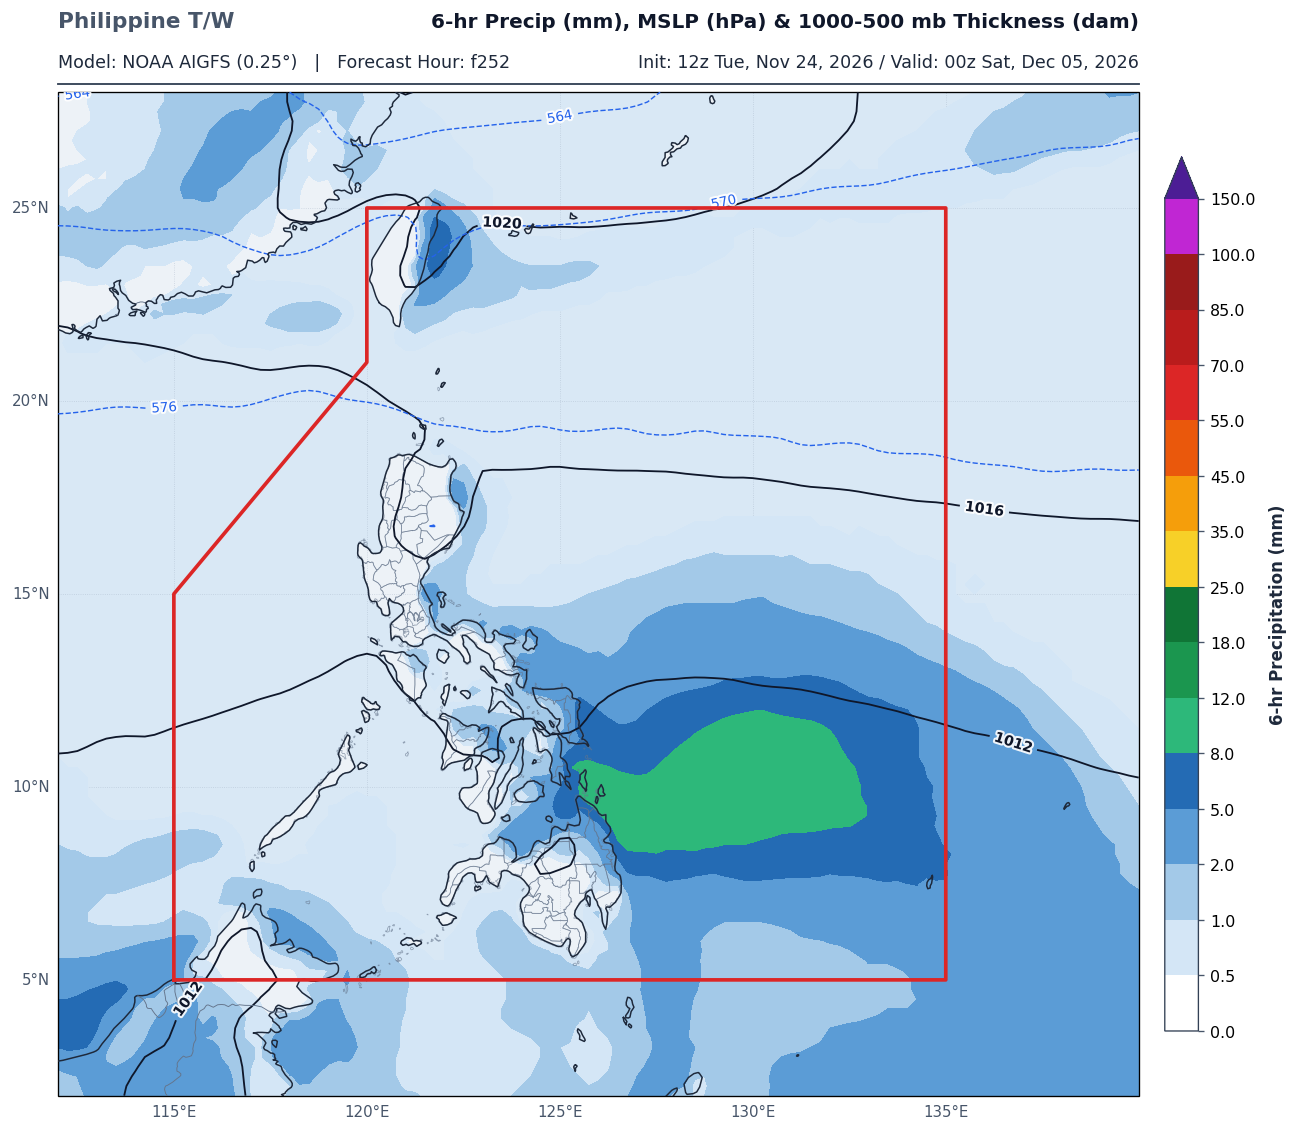 Philippine T/W
6-hr Precip (mm), MSLP (hPa) & 1000-500 mb Thickness (dam)
Model: NOAA AIGFS (0.25°) | Forecast Hour: f252
Init: 12z Tue, Nov 24, 2026 / Valid: 00z Sat, Dec 05, 2026
564
564
570
1020
576
1016
1012
1012
25°N
20°N
15°N
10°N
5°N
115°E
120°E
125°E
130°E
135°E
150.0
100.0
85.0
70.0
55.0
45.0
35.0
25.0
18.0
12.0
8.0
5.0
2.0
1.0
0.5
0.0
6-hr Precipitation (mm)